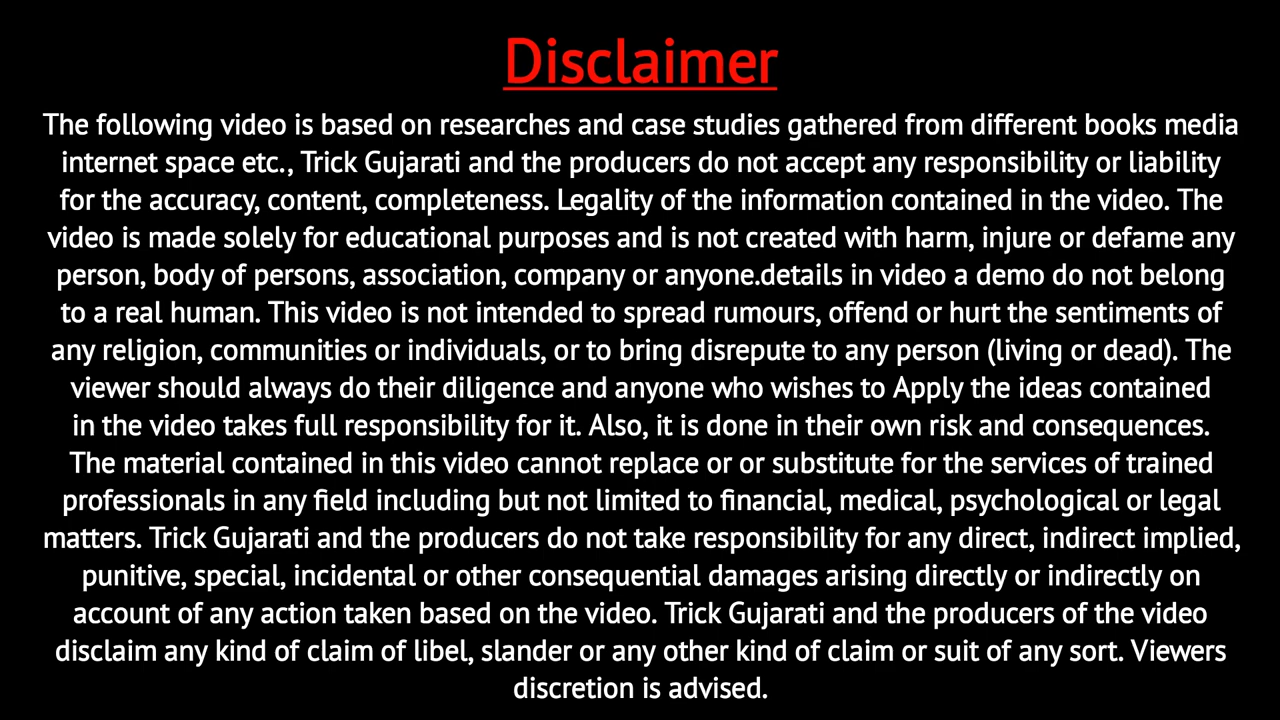 Disclaimer
The following video is based on researches and case studies gathered from different books media
internet space etc., Trick Gujarati and the producers do not accept any responsibility or liability
for the accuracy, content, completeness. Legality of the information contained in the video. The
video is made solely for educational purposes and is not created with harm, injure or defame any
person, body of persons, association, company or anyone.details in video a demo do not belong
to a real human. This video is not intended to spread rumours, offend or hurt the sentiments of
any religion, communities or individuals, or to bring disrepute to any person (living or dead). The
viewer should always do their diligence and anyone who wishes to Apply the ideas contained
in the video takes full responsibility for it. Also, it is done in their own risk and consequences.
The material contained in this video cannot replace or or substitute for the services of trained
professionals in any field including but not limited to financial, medical, psychological or legal
matters. Trick Gujarati and the producers do not take responsibility for any direct, indirect implied,
punitive, special, incidental or other consequential damages arising directly or indirectly on
account of any action taken based on the video. Trick Gujarati and the producers of the video
disclaim any kind of claim of libel, slander or any other kind of claim or suit of any sort. Viewers
discretion is advised.